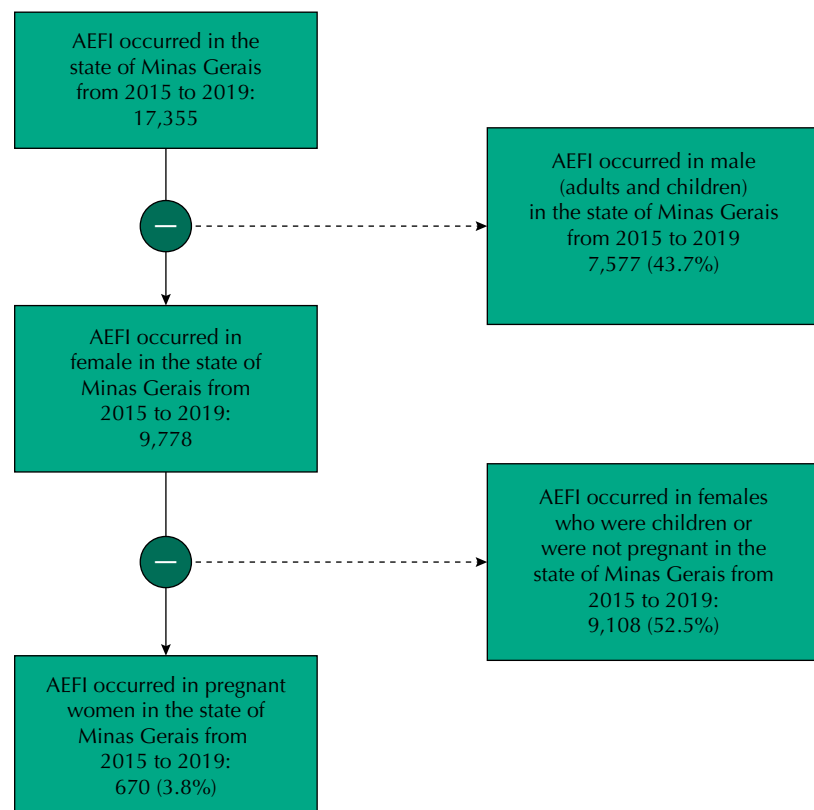 AEFI occurred in the
state of Minas Gerais
from 2015 to 2019:
17,355
AEFI occurred in male
(adults and children)
in the state of Minas Gerais
from 2015 to 2019
7,577 (43.7%)
AEFI occurred in
female in the state of
Minas Gerais from
2015 to 2019:
9,778
AEFI occurred in females
who were children or
were not pregnant in the
state of Minas Gerais from
2015 to 2019:
9,108 (52.5%)
AEFI occurred in pregnant
women in the state of
Minas Gerais from
2015 to 2019:
670 (3.8%)